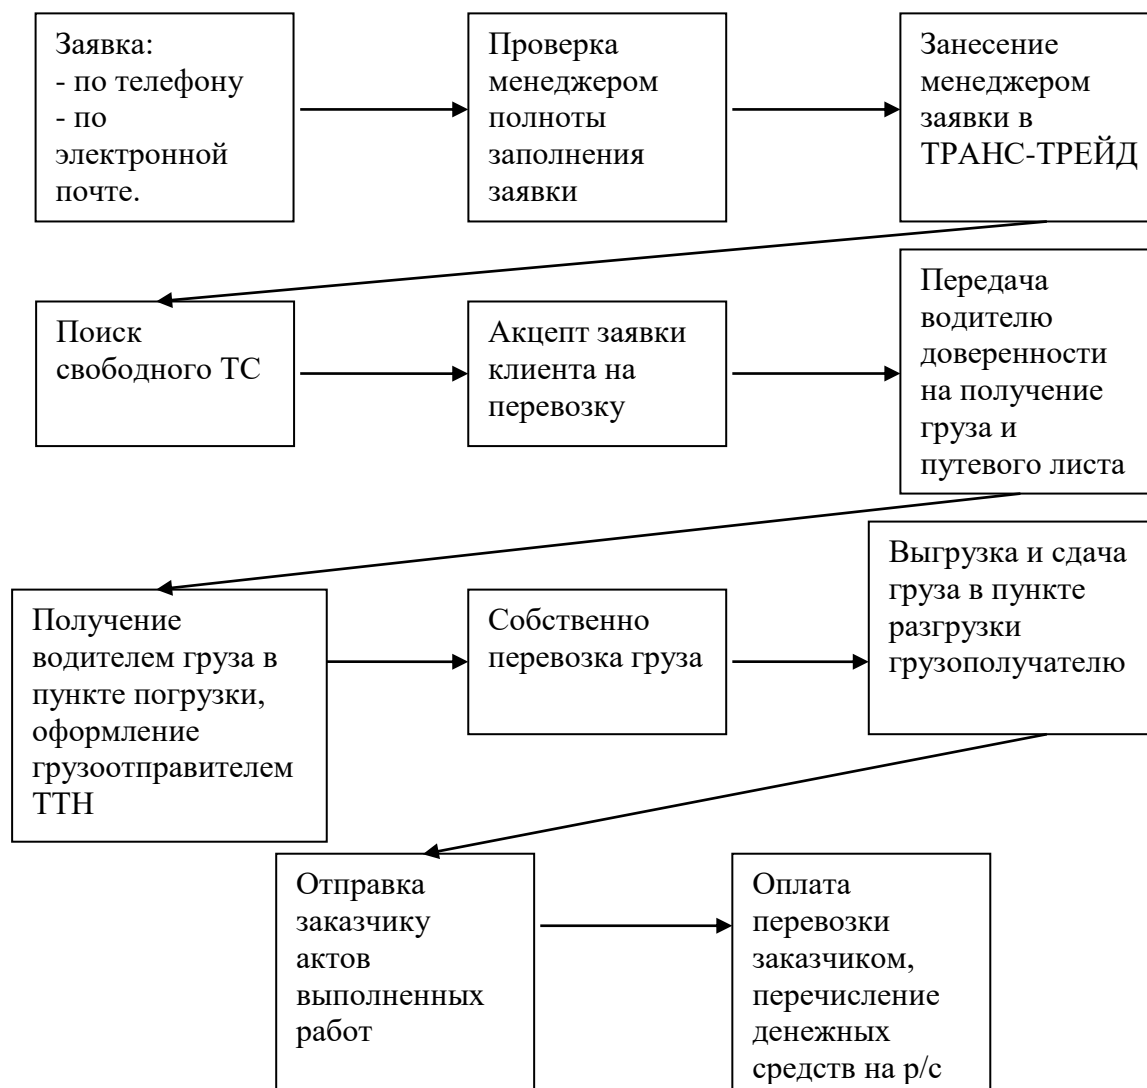 Заявка:
- по телефону
- по
электронной
почте.
Проверка
менеджером
полноты
заполнения
заявки
Занесение
менеджером
заявки в
ТРАНС-ТРЕЙД
Поиск
свободного ТС
Акцепт заявки
клиента на
перевозку
Передача
водителю
доверенности
на получение
груза и
путевого листа
Получение
водителем груза в
пункте погрузки,
оформление
грузоотправителем
ТТН
Собственно
перевозка груза
Выгрузка и сдача
груза в пункте
разгрузки
грузополучателю
Отправка
заказчику
актов
выполненных
работ
Оплата
перевозки
заказчиком,
перечисление
денежных
средств на р/с